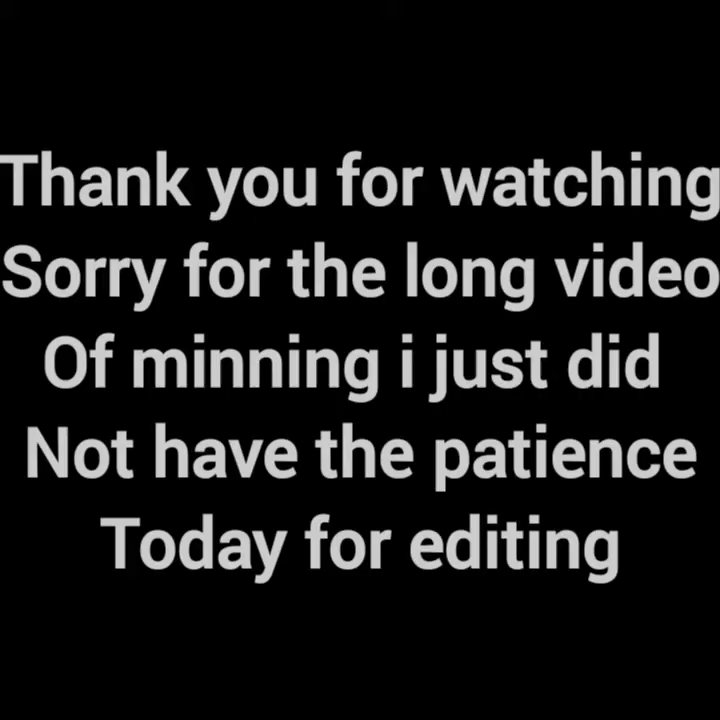 Thank you for watching
Sorry for the long video
Of minning i just did
Not have the patience
Today for editing